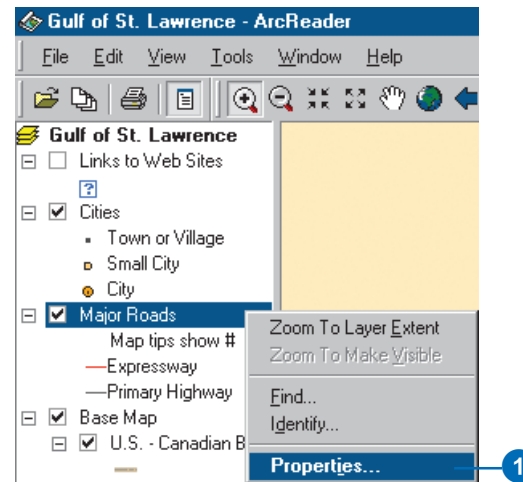 Gulf of St. Lawrence - ArcReader
File Edit View Tools Window Help
Gulf of St. Lawrence
Links to Web Sites
?
Cities
Town or Village
Small City
City
Major Roads
Map tips show #
Expressway
Primary Highway
Base Map
U.S. - Canadian B
Zoom To Layer Extent
Zoom To Make Visible
Find...
Identify...
Properties...
1